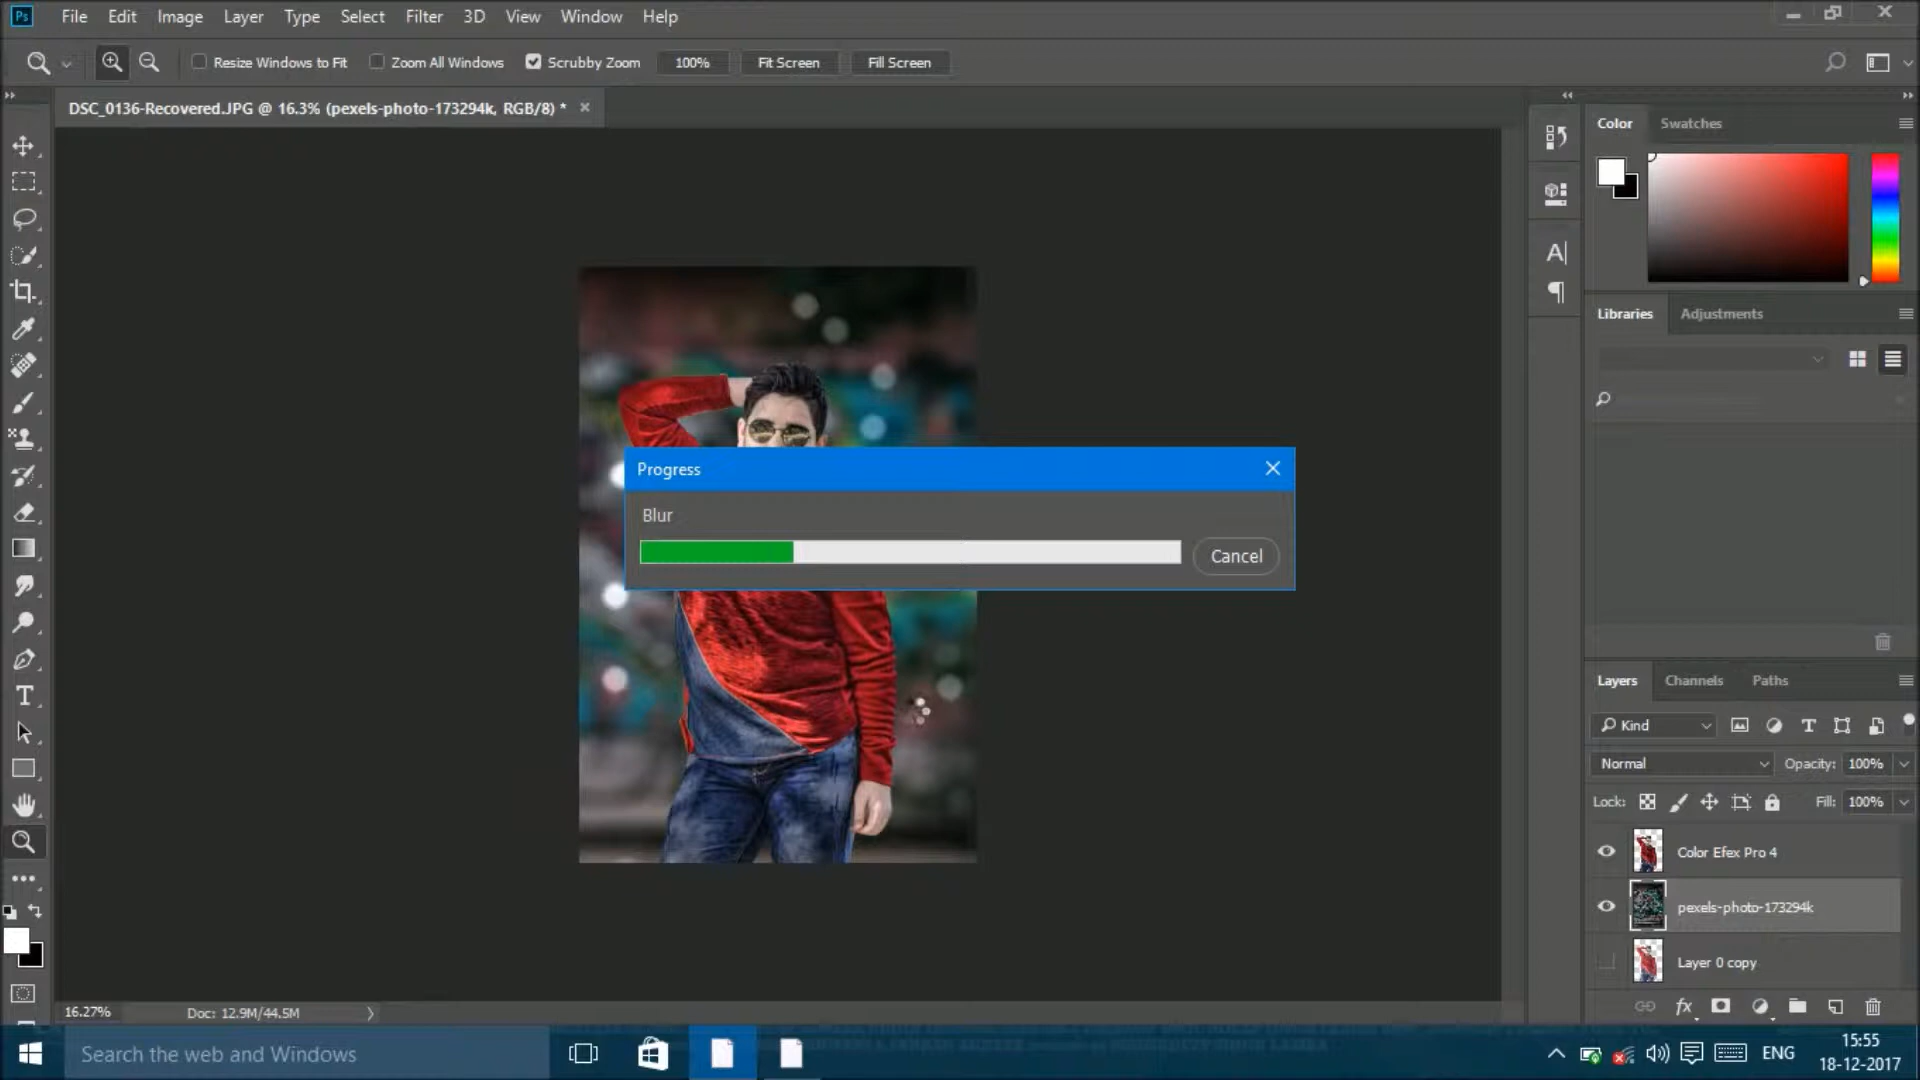 Ps File Edit Image Layer Type Select Filter 3D View Window Help
Resize Windows to Fit Zoom All Windows Scrubby Zoom 100% Fit Screen Fill Screen
DSC_0136-Recovered.JPG @ 16.3% (pexels-photo-173294k, RGB/8) *
Color Swatches
Libraries Adjustments
Progress
Blur
Cancel
Layers Channels Paths
Kind
Normal Opacity: 100%
Lock: Fill: 100%
Color Efex Pro 4
pexels-photo-173294k
Layer 0 copy
fx
16.27% Doc: 12.9M/44.5M
Search the web and Windows
ENG
15:55
18-12-2017